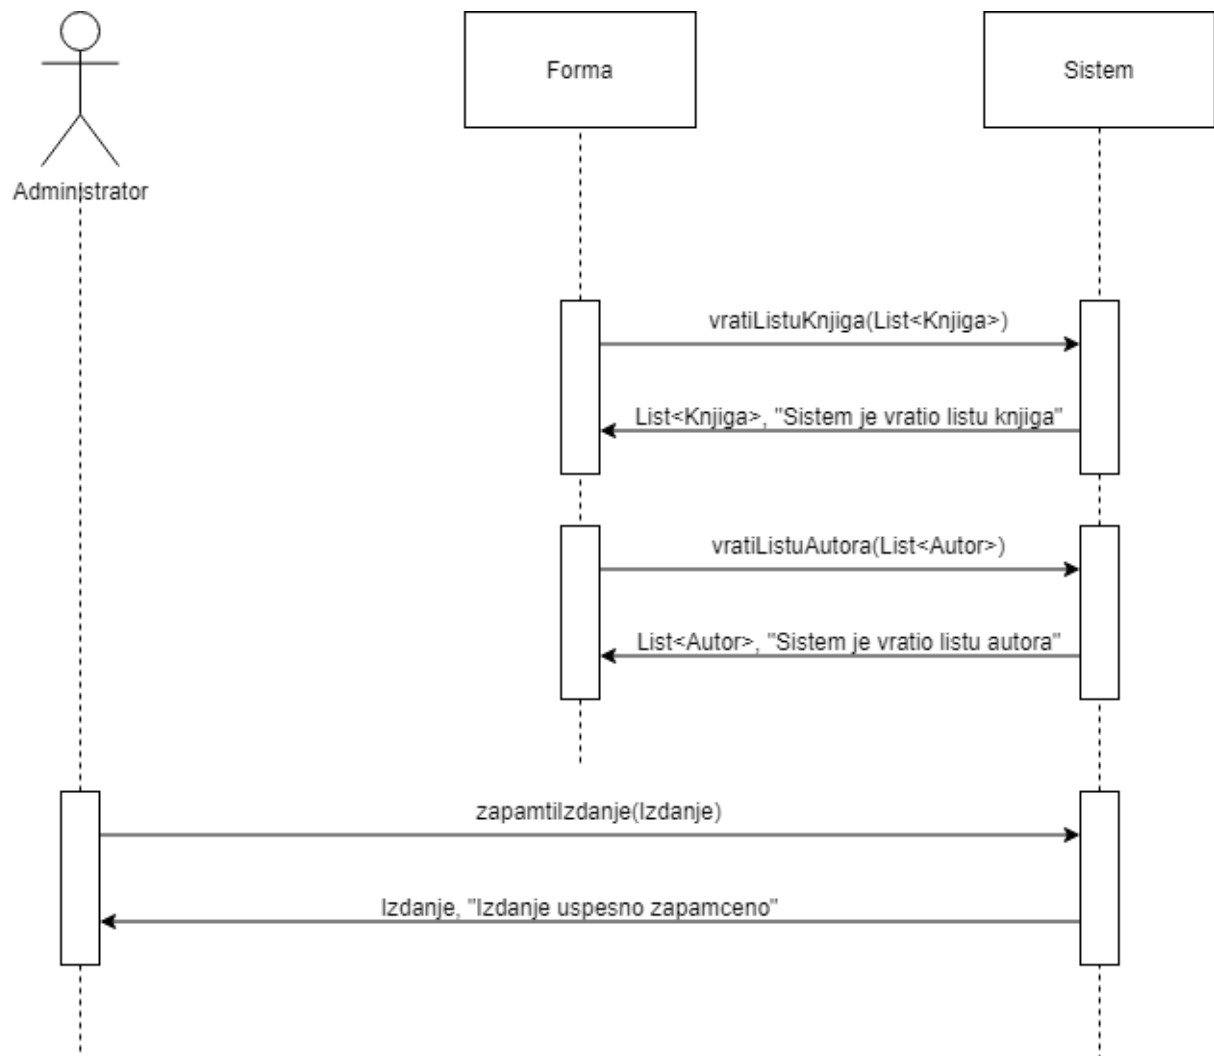 Forma
Sistem
Administrator
vratiListuKnjiga(List<Knjiga>)
List<Knjiga>, "Sistem je vratio listu knjiga"
vratiListuAutora(List<Autor>)
List<Autor>, "Sistem je vratio listu autora"
zapamtiIzdanje(Izdanje)
Izdanje, "Izdanje uspesno zapamceno"